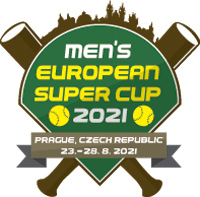 MEN'S
EUROPEAN
SUPER CUP
2021
PRAGUE, CZECH REPUBLIC
23.-28. 8. 2021